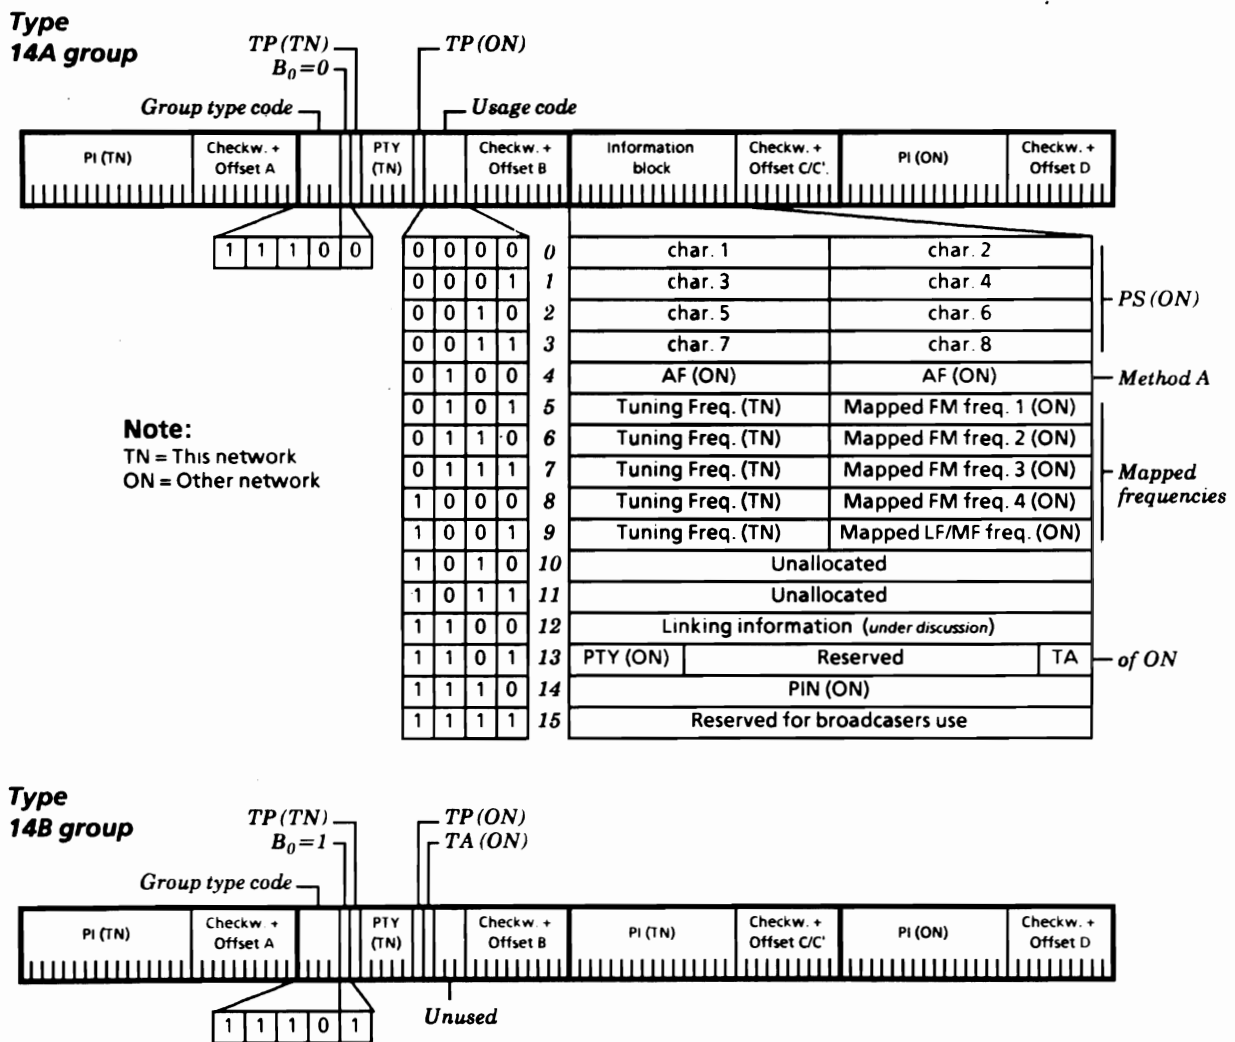 Type
14A group
TP (TN)
TP (ON)
B0=0
Group type code
Usage code
PI (TN)
Checkw. +
Offset A
PTY
(TN)
Checkw. +
Offset B
Information
block
Checkw. +
Offset C/C'.
PI (ON)
Checkw. +
Offset D
1 1 1 0 0
0 0 0 0 0 char. 1 char. 2
0 0 0 1 1 char. 3 char. 4
PS (ON)
0 0 1 0 2 char. 5 char. 6
0 0 1 1 3 char. 7 char. 8
0 1 0 0 4 AF (ON) AF (ON) Method A
0 1 0 1 5 Tuning Freq. (TN) Mapped FM freq. 1 (ON)
0 1 1 0 6 Tuning Freq. (TN) Mapped FM freq. 2 (ON)
0 1 1 1 7 Tuning Freq. (TN) Mapped FM freq. 3 (ON)
Mapped
frequencies
1 0 0 0 8 Tuning Freq. (TN) Mapped FM freq. 4 (ON)
1 0 0 1 9 Tuning Freq. (TN) Mapped LF/MF freq. (ON)
1 0 1 0 10 Unallocated
1 0 1 1 11 Unallocated
1 1 0 0 12 Linking information (under discussion)
1 1 0 1 13 PTY (ON) Reserved TA of ON
1 1 1 0 14 PIN (ON)
1 1 1 1 15 Reserved for broadcasers use
Note:
TN = This network
ON = Other network
Type
14B group
TP (TN)
TP (ON)
B0=1
TA (ON)
Group type code
PI (TN)
Checkw. +
Offset A
PTY
(TN)
Checkw. +
Offset B
PI (TN)
Checkw. +
Offset C/C'
PI (ON)
Checkw. +
Offset D
1 1 1 0 1
Unused